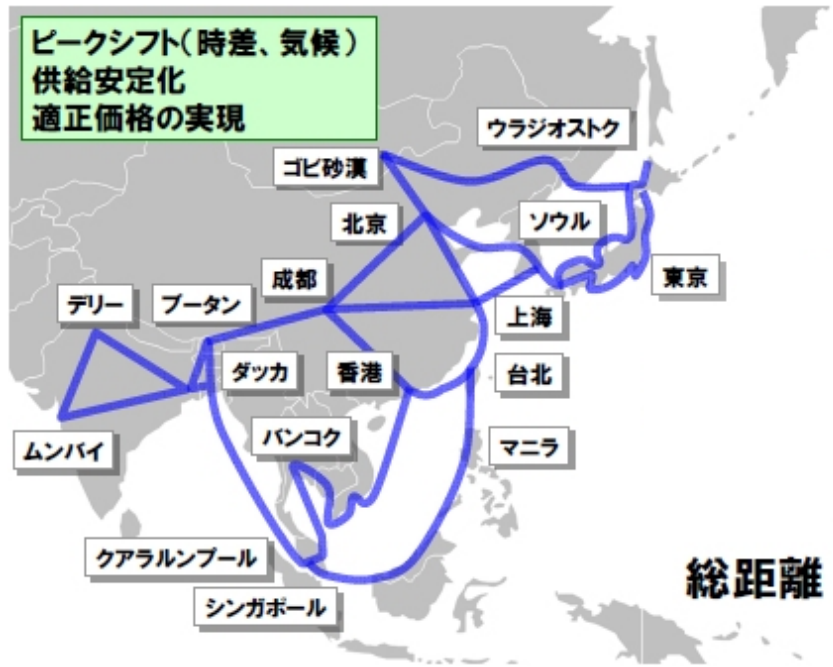 ピークシフト(時差、気候)
供給安定化
適正価格の実現
ウラジオストク
ゴビ砂漠
北京
ソウル
東京
成都
デリー
ブータン
上海
ダッカ
香港
台北
バンコク
マニラ
ムンバイ
クアラルンプール
シンガポール
総距離